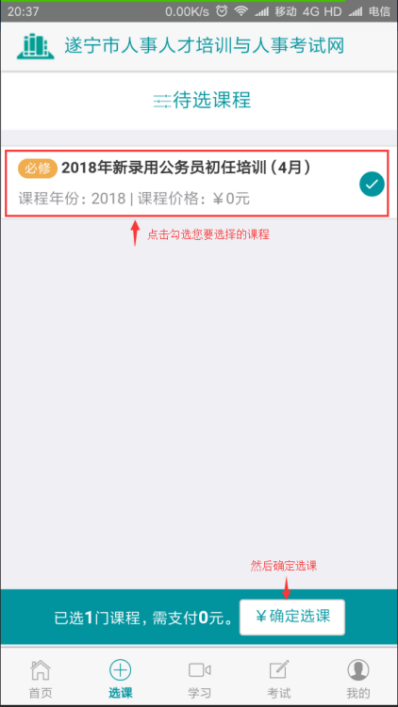 20:37 0.00K/s 移动 4G HD 电信
遂宁市人事人才培训与人事考试网
待选课程
必修 2018年新录用公务员初任培训（4月）
课程年份: 2018 | 课程价格: ￥0元
点击勾选您要选择的课程
然后确定选课
已选1门课程, 需支付0元。 ￥确定选课
首页 选课 学习 考试 我的